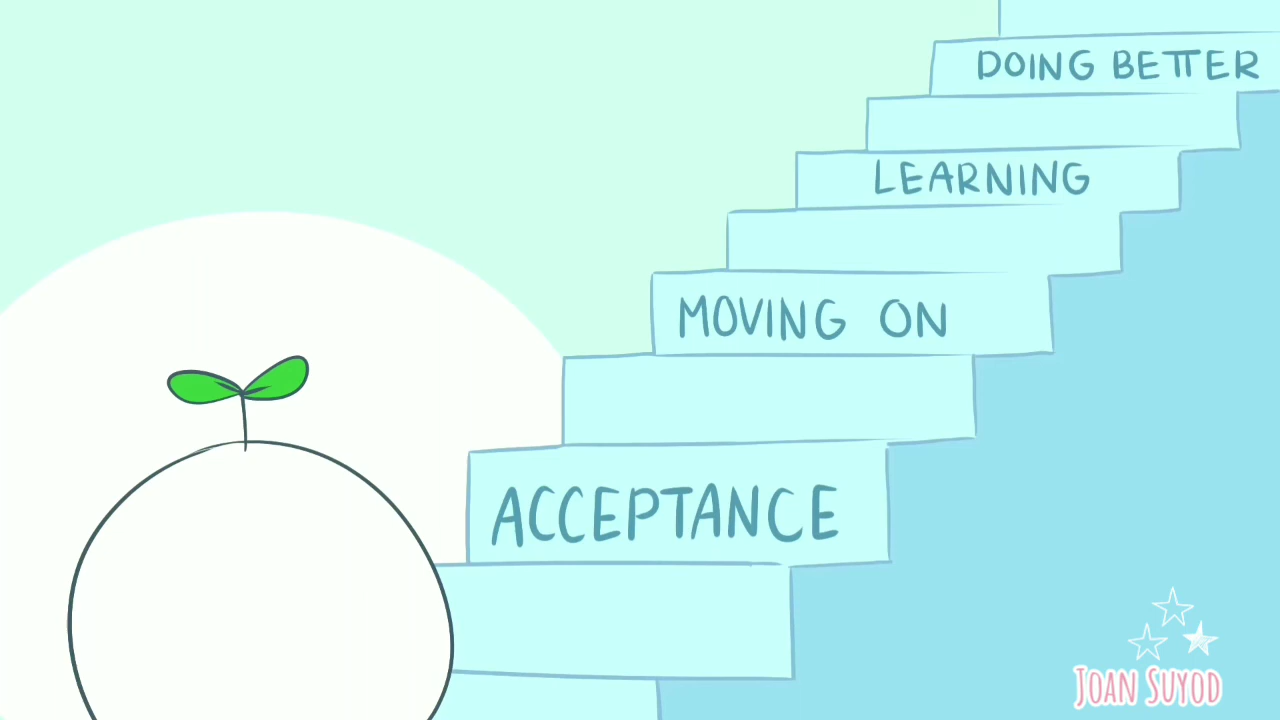 DOING BETTER
LEARNING
MOVING ON
ACCEPTANCE
JOAN SUYOD